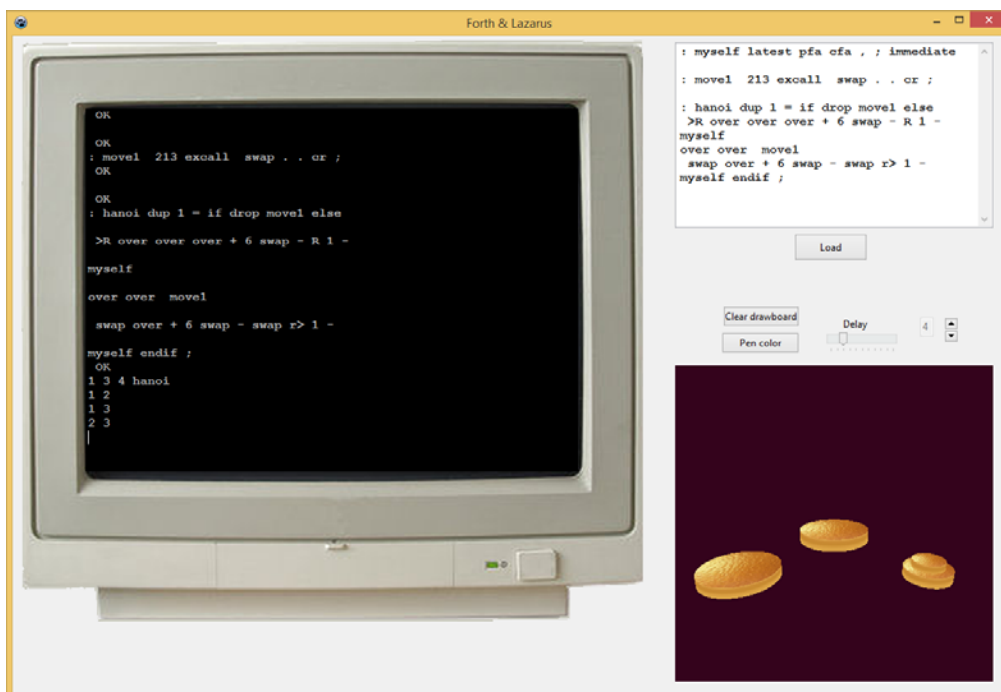 Forth & Lazarus
OK
OK
: move1 213 excall swap . . cr ;
OK
OK
: hanoi dup 1 = if drop move1 else
>R over over over + 6 swap - R 1 -
myself
over over move1
swap over + 6 swap - swap r> 1 -
myself endif ;
OK
1 3 4 hanoi
1 2
1 3
2 3
: myself latest pfa cfa , ; immediate
: move1 213 excall swap . . cr ;
: hanoi dup 1 = if drop move1 else
>R over over over + 6 swap - R 1 -
myself
over over move1
swap over + 6 swap - swap r> 1 -
myself endif ;
Load
Clear drawboard
Pen color
Delay
4